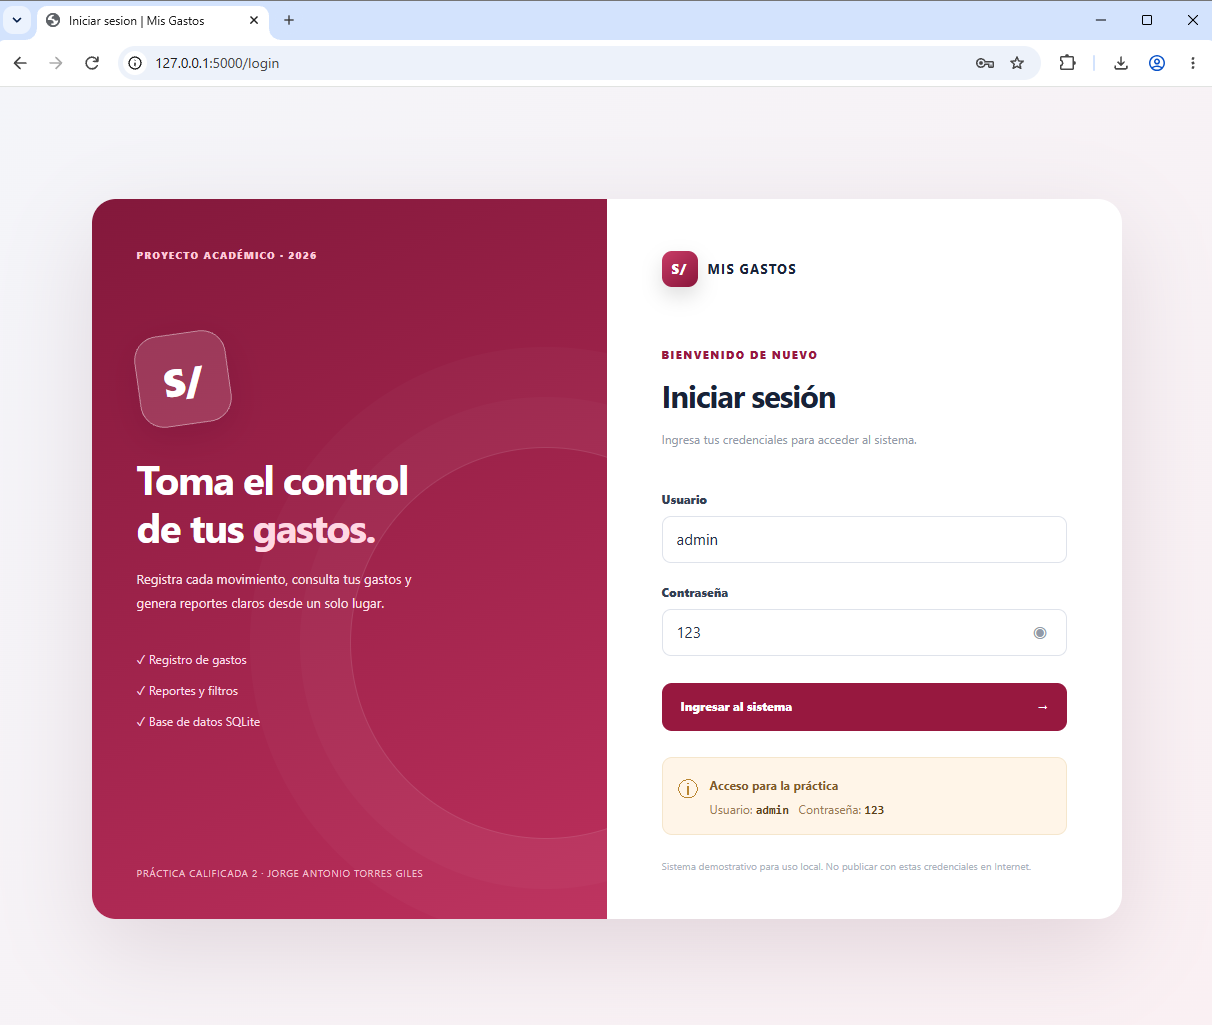 Iniciar sesion | Mis Gastos
127.0.0.1:5000/login
PROYECTO ACADÉMICO · 2026
S/
Toma el control
de tus gastos.
Registra cada movimiento, consulta tus gastos y
genera reportes claros desde un solo lugar.
✓ Registro de gastos
✓ Reportes y filtros
✓ Base de datos SQLite
PRÁCTICA CALIFICADA 2 · JORGE ANTONIO TORRES GILES
S/ MIS GASTOS
BIENVENIDO DE NUEVO
Iniciar sesión
Ingresa tus credenciales para acceder al sistema.
Usuario
admin
Contraseña
123
Ingresar al sistema →
Acceso para la práctica
Usuario: admin Contraseña: 123
Sistema demostrativo para uso local. No publicar con estas credenciales en Internet.